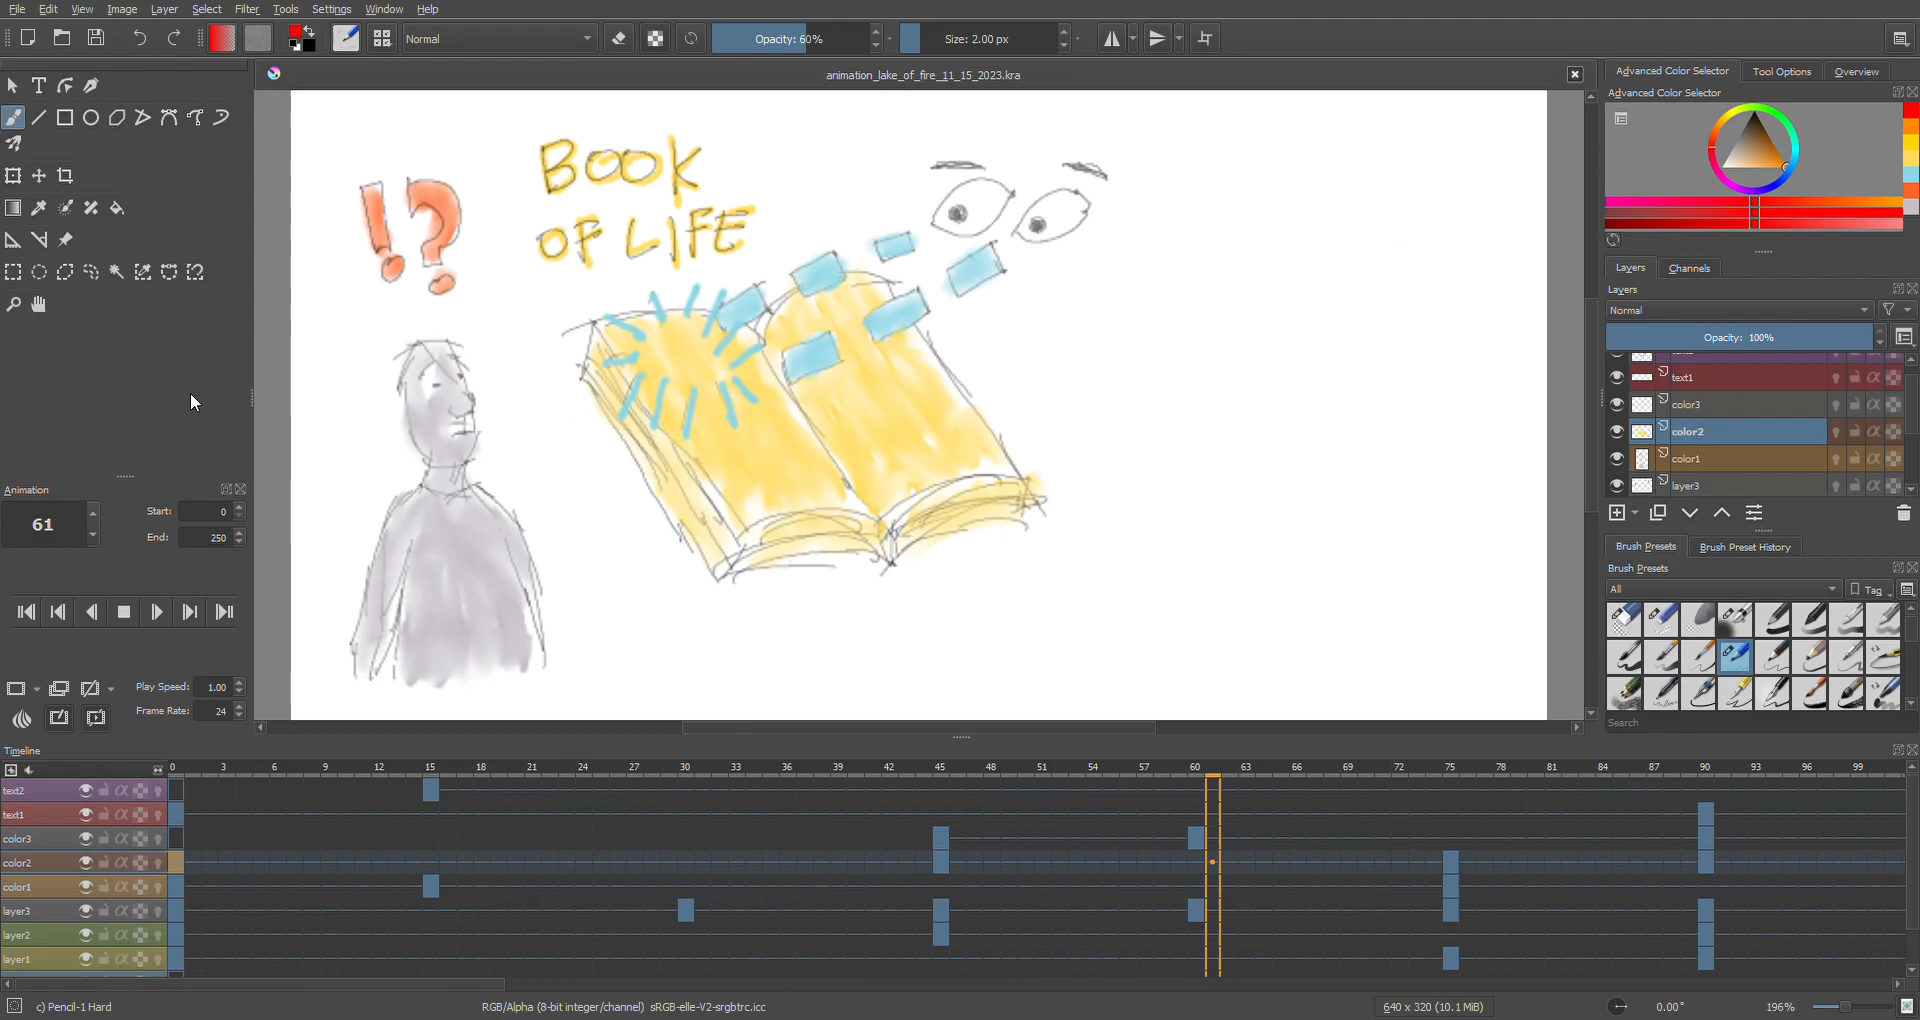 File Edit View Image Layer Select Filter Tools Settings Window Help
Normal
Opacity: 60%
Size: 2.00 px
animation_lake_of_fire_11_15_2023.kra
Advanced Color Selector Tool Options Overview
Advanced Color Selector
!?
BOOK
OF LIFE
Layers Channels
Layers
Normal
Opacity: 100%
text1
color3
color2
color1
layer3
Animation
61
Start: 0
End: 250
Play Speed: 1.00
Frame Rate: 24
Brush Presets Brush Preset History
Brush Presets
All
Tag
Search
Timeline
0 3 6 9 12 15 18 21 24 27 30 33 36 39 42 45 48 51 54 57 60 63 66 69 72 75 78 81 84 87 90 93 96 99
text2
text1
color3
color2
color1
layer3
layer2
layer1
c) Pencil-1 Hard
RGB/Alpha (8-bit integer/channel) sRGB-elle-V2-srgbtrc.icc
640 x 320 (10.1 MiB)
0.00°
196%